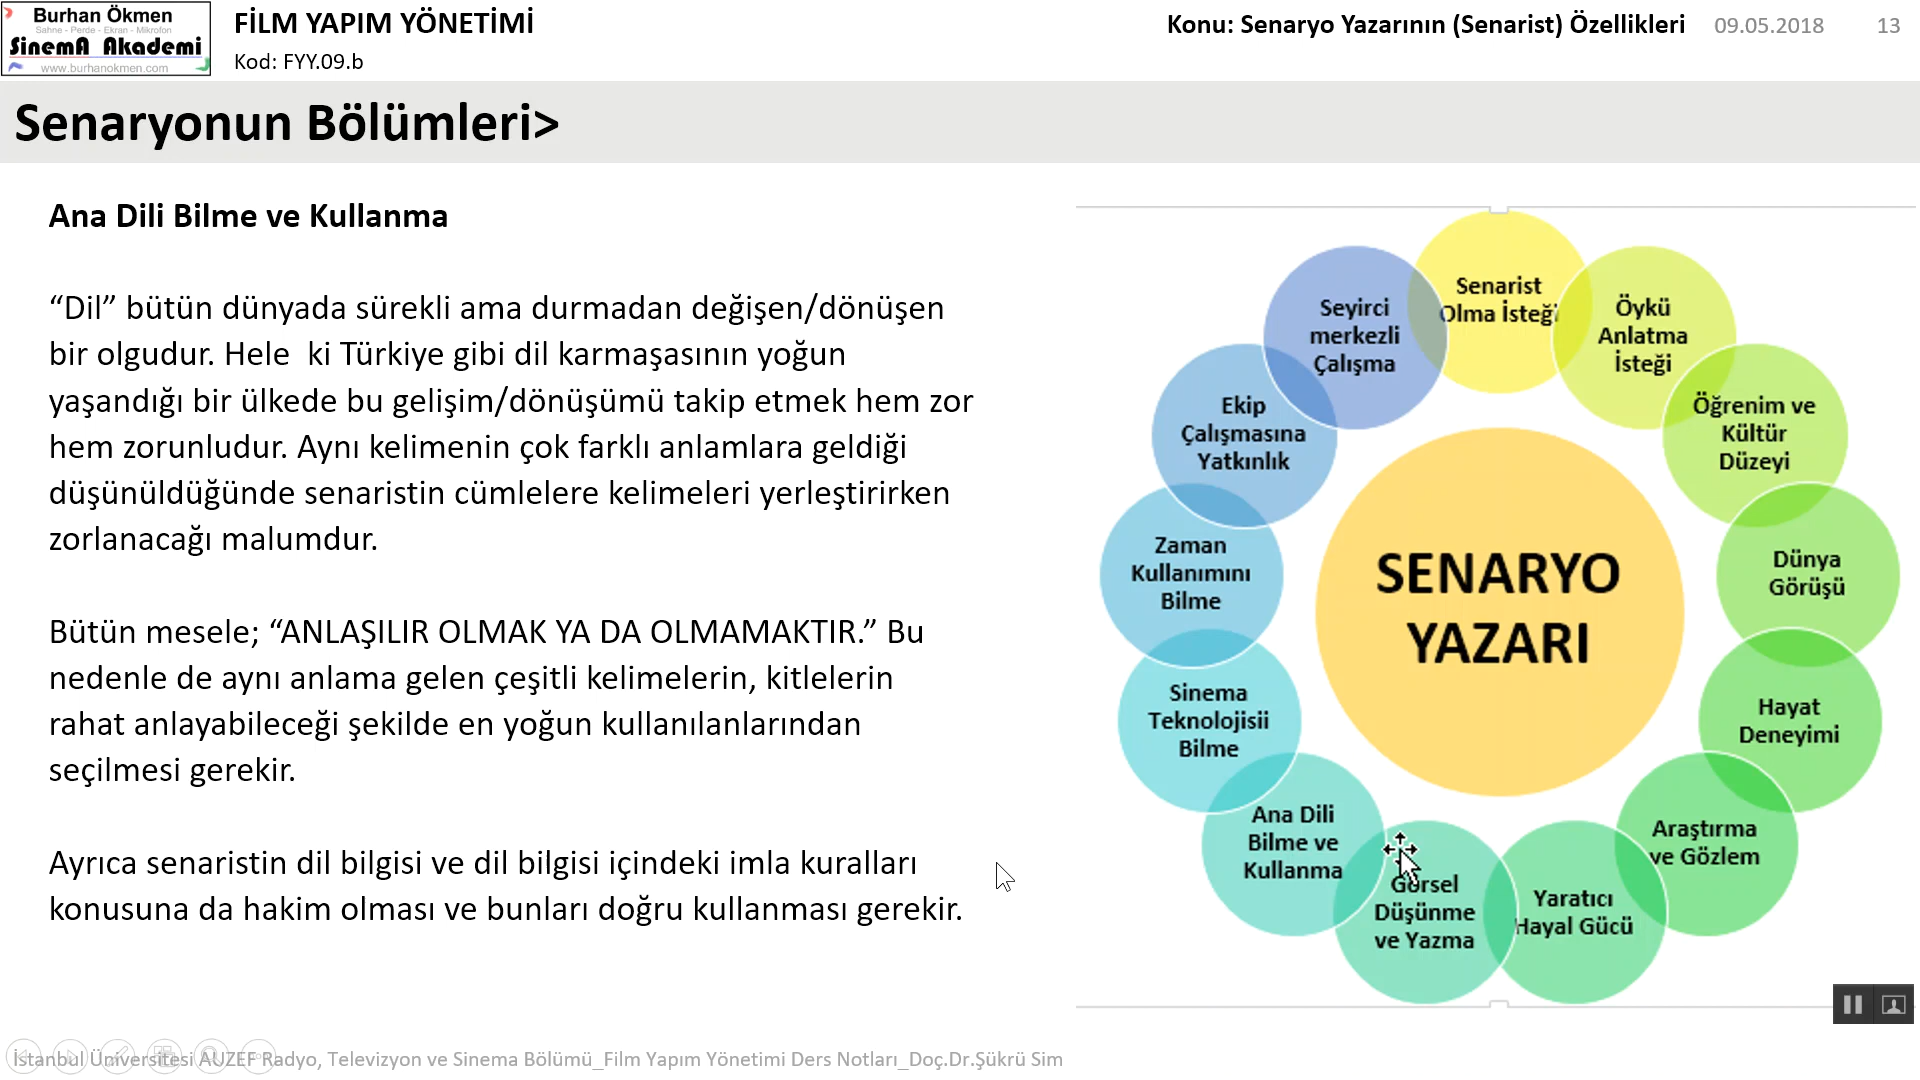 Burhan Ökmen
Sahne - Perde - Ekran - Mikrofon
SinemA Akademi
www.burhanokmen.com
FİLM YAPIM YÖNETİMİ
Kod: FYY.09.b
Konu: Senaryo Yazarının (Senarist) Özellikleri
09.05.2018
13
Senaryonun Bölümleri>
Ana Dili Bilme ve Kullanma
“Dil” bütün dünyada sürekli ama durmadan değişen/dönüşen
bir olgudur. Hele  ki Türkiye gibi dil karmaşasının yoğun
yaşandığı bir ülkede bu gelişim/dönüşümü takip etmek hem zor
hem zorunludur. Aynı kelimenin çok farklı anlamlara geldiği
düşünüldüğünde senaristin cümlelere kelimeleri yerleştirirken
zorlanacağı malumdur.
Bütün mesele; “ANLAŞILIR OLMAK YA DA OLMAMAKTIR.” Bu
nedenle de aynı anlama gelen çeşitli kelimelerin, kitlelerin
rahat anlayabileceği şekilde en yoğun kullanılanlarından
seçilmesi gerekir.
Ayrıca senaristin dil bilgisi ve dil bilgisi içindeki imla kuralları
konusuna da hakim olması ve bunları doğru kullanması gerekir.
SENARYO
YAZARI
Senarist
Olma İsteği
Öykü
Anlatma
İsteği
Öğrenim ve
Kültür
Düzeyi
Dünya
Görüşü
Hayat
Deneyimi
Araştırma
ve Gözlem
Yaratıcı
Hayal Gücü
Görsel
Düşünme
ve Yazma
Ana Dili
Bilme ve
Kullanma
Sinema
Teknolojisii
Bilme
Zaman
Kullanımını
Bilme
Ekip
Çalışmasına
Yatkınlık
Seyirci
merkezli
Çalışma
İstanbul Üniversitesi AUZEF Radyo, Televizyon ve Sinema Bölümü_Film Yapım Yönetimi Ders Notları_Doç.Dr.Şükrü Sim